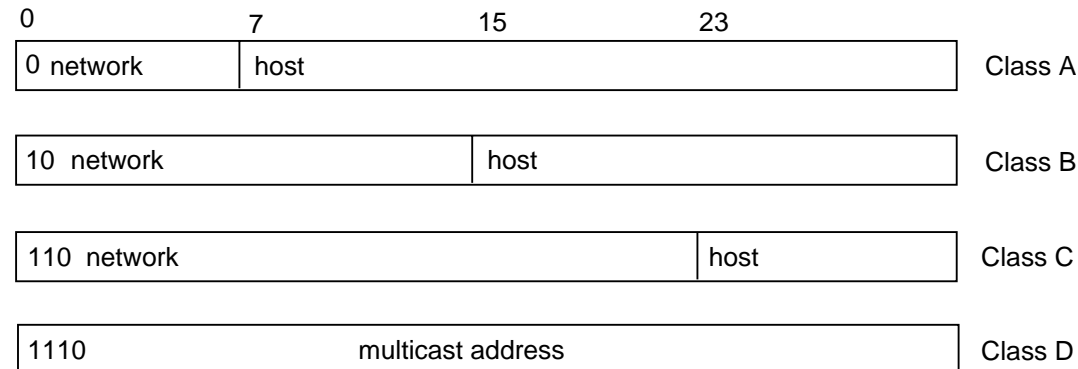 0 7 15 23
0 network host Class A
10 network host Class B
110 network host Class C
1110 multicast address Class D